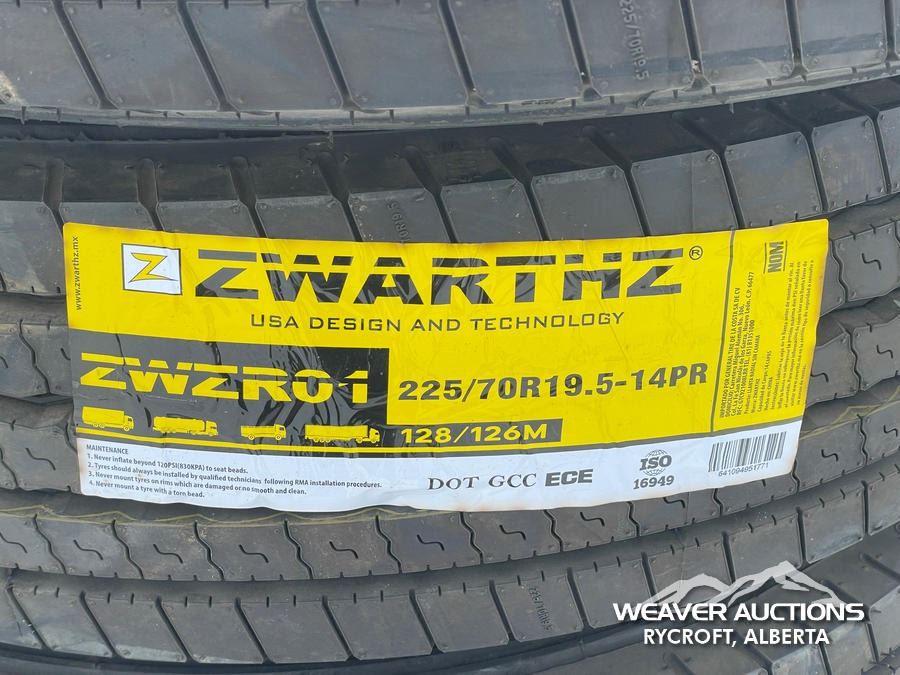 225/70R19.5
www.zwarthz.mx
Z ZWARTHZ®
USA DESIGN AND TECHNOLOGY
ZWZR01
225/70R19.5-14PR
128/126M
MAINTENANCE
1. Never inflate beyond 120PSI(830KPA) to seat beads.
2. Tyres should always be installed by qualified technicians following RMA installation procedures.
3. Never mount tyres on rims which are damaged or no smooth and clean.
4. Never mount a tyre with a torn bead.
DOT GCC ECE
ISO
16949
641094951771
NOM
WEAVER AUCTIONS
RYCROFT, ALBERTA